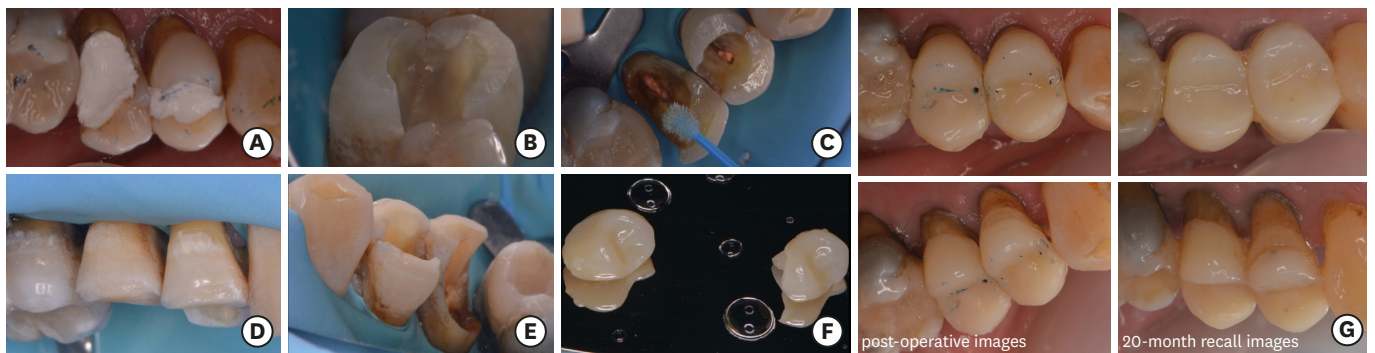 A
B
C
D
E
F
post-operative images
20-month recall images
G